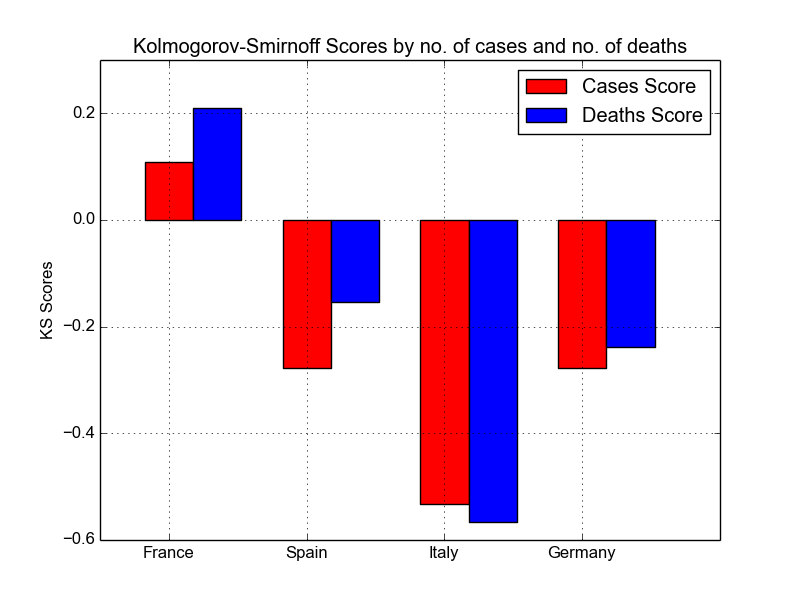 Kolmogorov-Smirnoff Scores by no. of cases and no. of deaths
Cases Score
Deaths Score
KS Scores
0.2
0.0
−0.2
−0.4
−0.6
France Spain Italy Germany